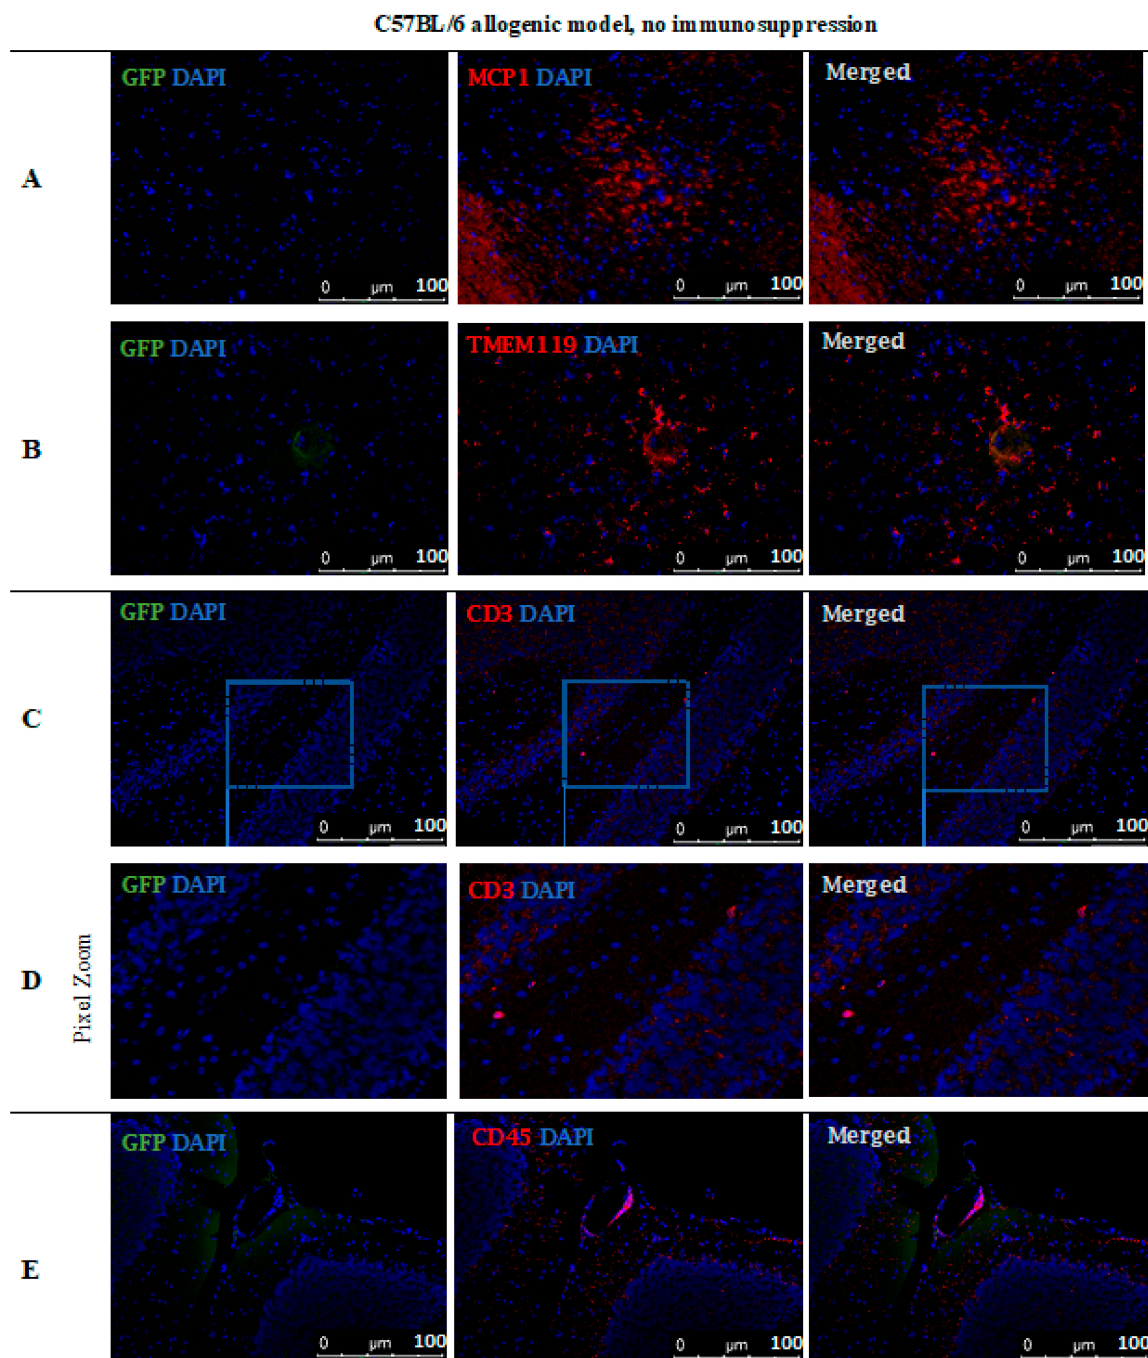 C57BL/6 allogenic model, no immunosuppression
A
GFP DAPI
MCP1 DAPI
Merged
0 µm 100
0 µm 100
0 µm 100
B
GFP DAPI
TMEM119 DAPI
Merged
0 µm 100
0 µm 100
0 µm 100
C
GFP DAPI
CD3 DAPI
Merged
0 µm 100
0 µm 100
0 µm 100
D
Pixel Zoom
GFP DAPI
CD3 DAPI
Merged
E
GFP DAPI
CD45 DAPI
Merged
0 µm 100
0 µm 100
0 µm 100